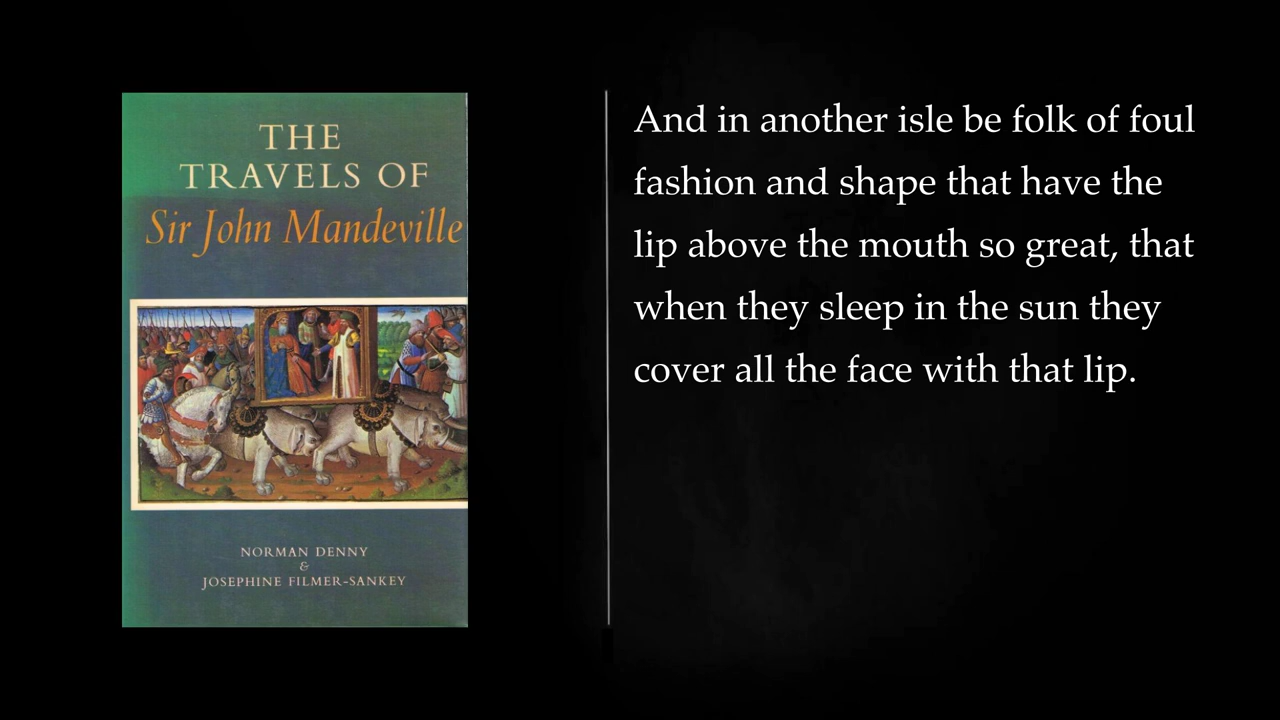 THE
TRAVELS OF
Sir John Mandeville
NORMAN DENNY
&
JOSEPHINE FILMER-SANKEY
And in another isle be folk of foul
fashion and shape that have the
lip above the mouth so great, that
when they sleep in the sun they
cover all the face with that lip.